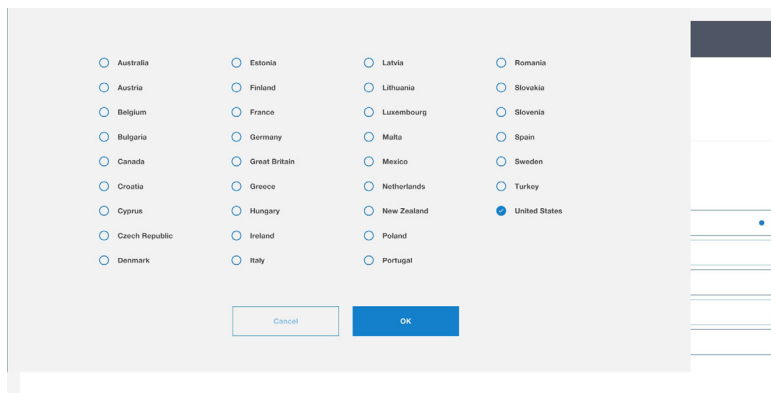 Australia
Austria
Belgium
Bulgaria
Canada
Croatia
Cyprus
Czech Republic
Denmark
Estonia
Finland
France
Germany
Great Britain
Greece
Hungary
Ireland
Italy
Latvia
Lithuania
Luxembourg
Malta
Mexico
Netherlands
New Zealand
Poland
Portugal
Romania
Slovakia
Slovenia
Spain
Sweden
Turkey
United States
Cancel
OK